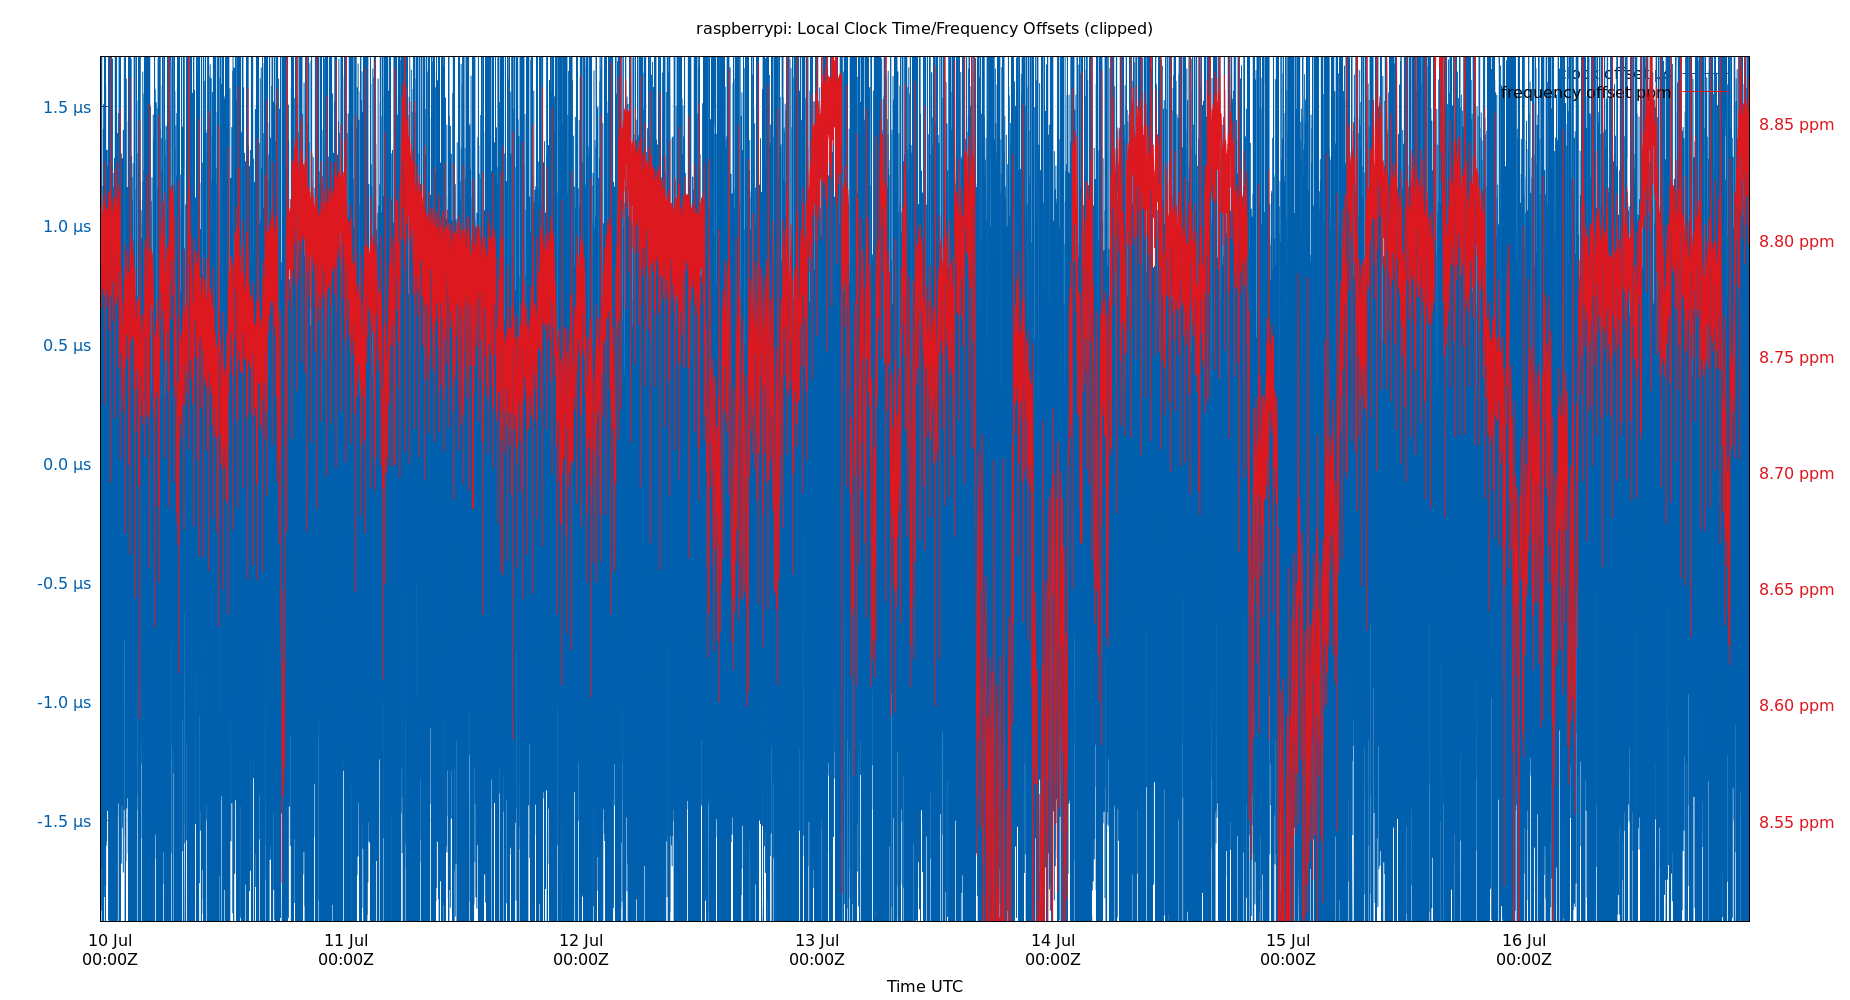 raspberrypi: Local Clock Time/Frequency Offsets (clipped)
clock offset µs
frequency offset ppm
1.5 µs
1.0 µs
0.5 µs
0.0 µs
-0.5 µs
-1.0 µs
-1.5 µs
8.85 ppm
8.80 ppm
8.75 ppm
8.70 ppm
8.65 ppm
8.60 ppm
8.55 ppm
10 Jul 11 Jul 12 Jul 13 Jul 14 Jul 15 Jul 16 Jul
00:00Z 00:00Z 00:00Z 00:00Z 00:00Z 00:00Z 00:00Z
Time UTC